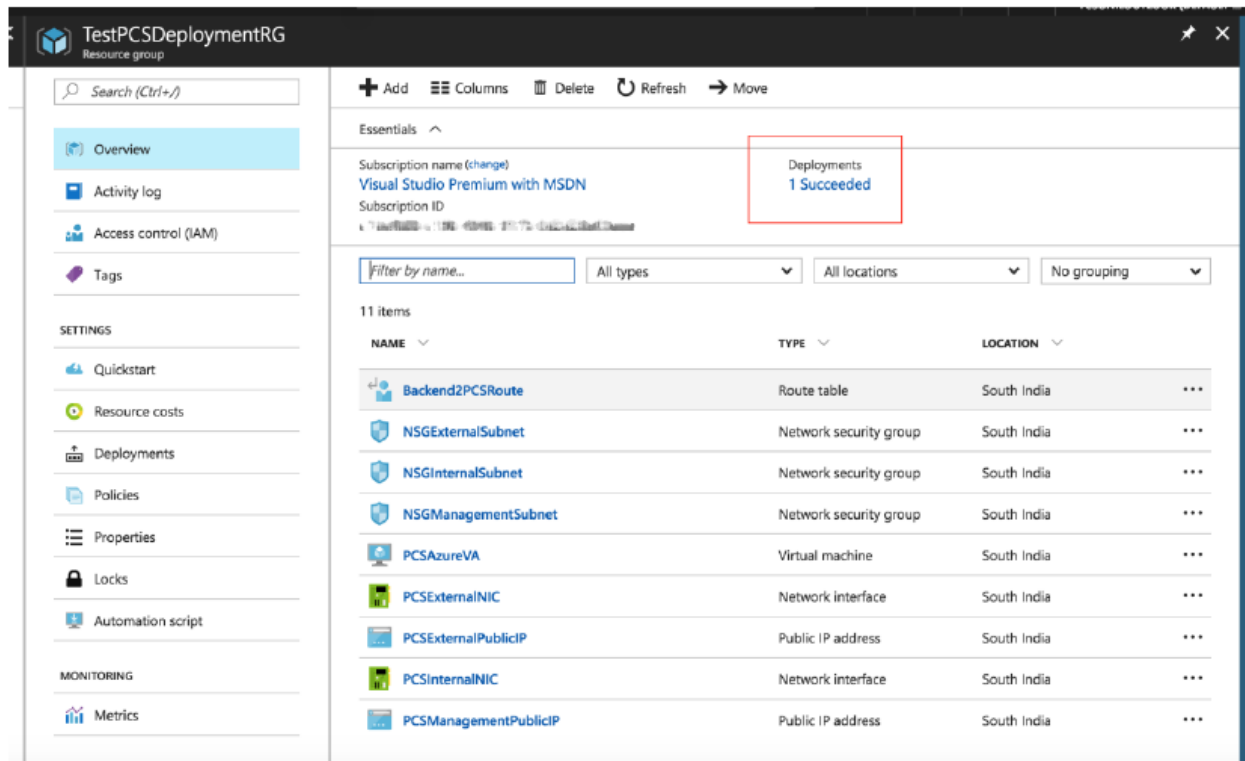 TestPCSDeploymentRG
Resource group
Search (Ctrl+/)
Overview
Activity log
Access control (IAM)
Tags
SETTINGS
Quickstart
Resource costs
Deployments
Policies
Properties
Locks
Automation script
MONITORING
Metrics
Add Columns Delete Refresh Move
Essentials
Subscription name (change)
Visual Studio Premium with MSDN
Subscription ID
Deployments
1 Succeeded
Filter by name... All types All locations No grouping
11 items
NAME TYPE LOCATION
Backend2PCSRoute Route table South India
NSGExternalSubnet Network security group South India
NSGInternalSubnet Network security group South India
NSGManagementSubnet Network security group South India
PCSAzureVA Virtual machine South India
PCSExternalNIC Network interface South India
PCSExternalPublicIP Public IP address South India
PCSInternalNIC Network interface South India
PCSManagementPublicIP Public IP address South India